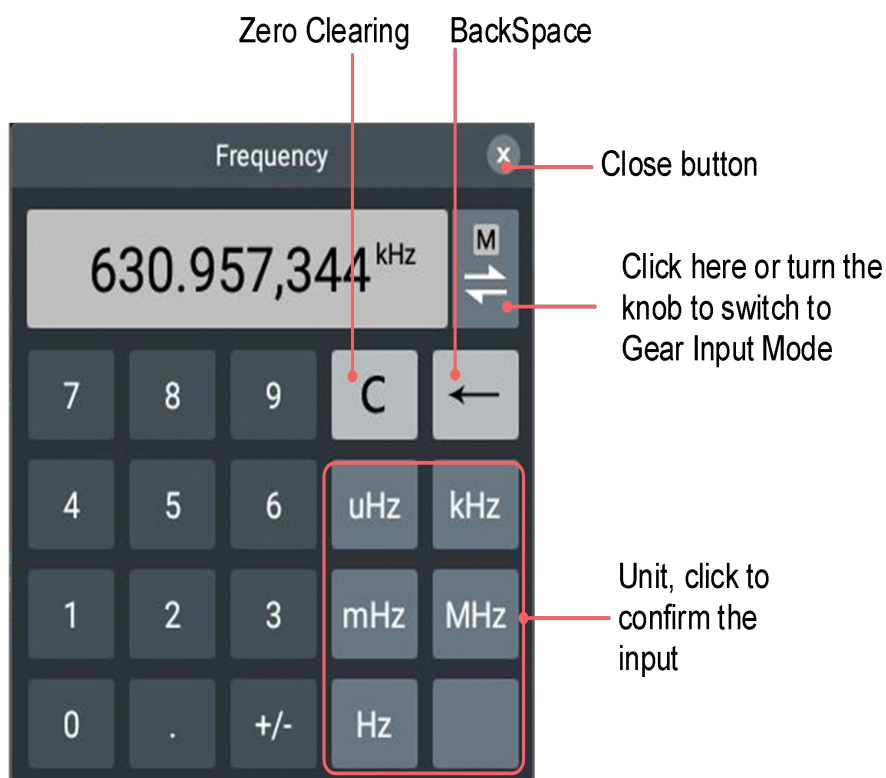 Zero Clearing BackSpace
Frequency x
Close button
630.957,344 kHz M
Click here or turn the
knob to switch to
Gear Input Mode
7 8 9 C ←
4 5 6 uHz kHz
1 2 3 mHz MHz
Unit, click to
confirm the
input
0 . +/- Hz